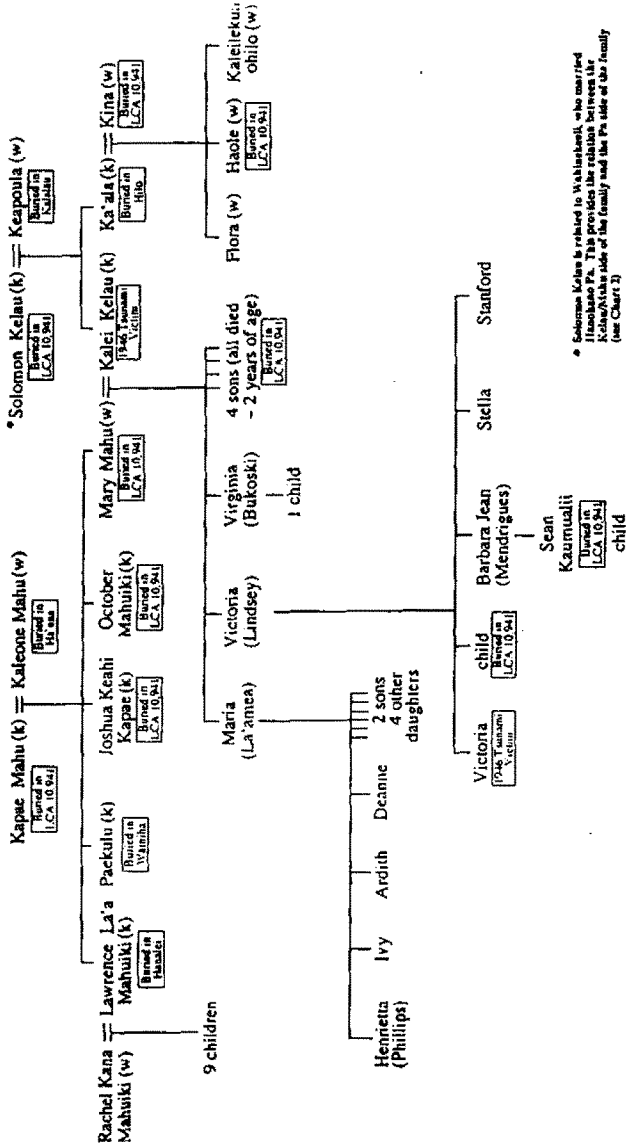 Kapae Mahu (k) = Kaleone Mahu (w)
Buried in
LCA 10,941
Buried in
Ha'ena
*Solomon Kelau (k) = Keapoula (w)
Buried in
LCA 10,941
Buried in
Kalalau
Rachel Kana
Mahuiki (w)
= Lawrence La'a
Mahuiki (k)
Buried in
Hanalei
Paekulu (k)
Buried in
Wainiha
Joshua Keahi
Kapae (k)
Buried in
LCA 10,941
October
Mahuiki (k)
Buried in
LCA 10,941
Mary Mahu (w)
Buried in
LCA 10,941
= Kalei Kelau (k)
1946 Tsunami
Victim
Ka'ala (k) = Kina (w)
Buried in
Hilo
Buried in
LCA 10,941
9 children
Maria
(La'amea)
Victoria
(Lindsey)
Virginia
(Bukoski)
1 child
4 sons (all died
~ 2 years of age)
Buried in
LCA 10,941
Flora (w)
Haole (w)
Buried in
LCA 10,941
ohilo (w)
Henrietta
(Phillips)
Ivy
Ardith
Deanne
2 sons
4 other
daughters
Victoria
1946 Tsunami
Victim
child
Buried in
LCA 10,941
Barbara Jean
(Mendrigues)
Sean
Kaumualii
Buried in
LCA 10,941
child
Stella
Stanford
* Solomon Kelau is related to who married
Hanohano Pa. This provides the relation between the
Kelau/Mahu side of the family and the Pa side of the family
(see Chart 2)